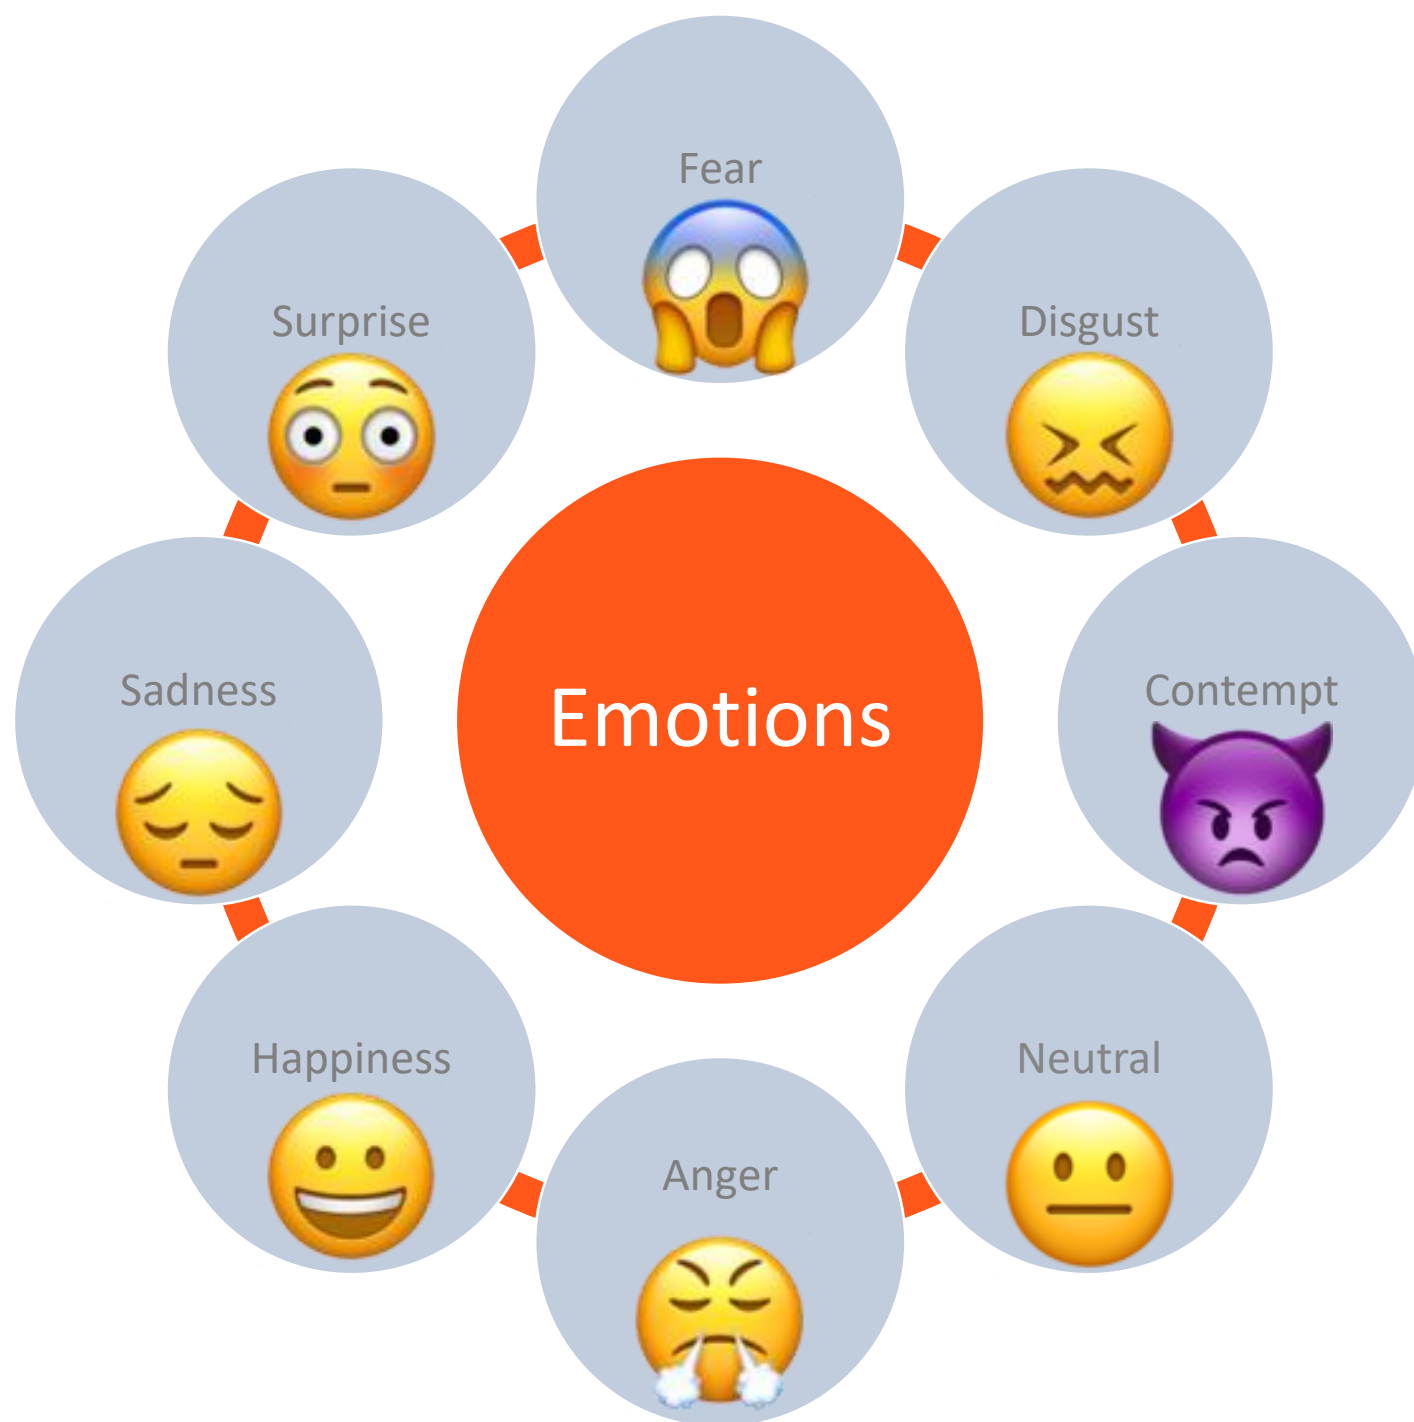 Fear
Surprise
Disgust
Sadness
Emotions
Contempt
Happiness
Neutral
Anger